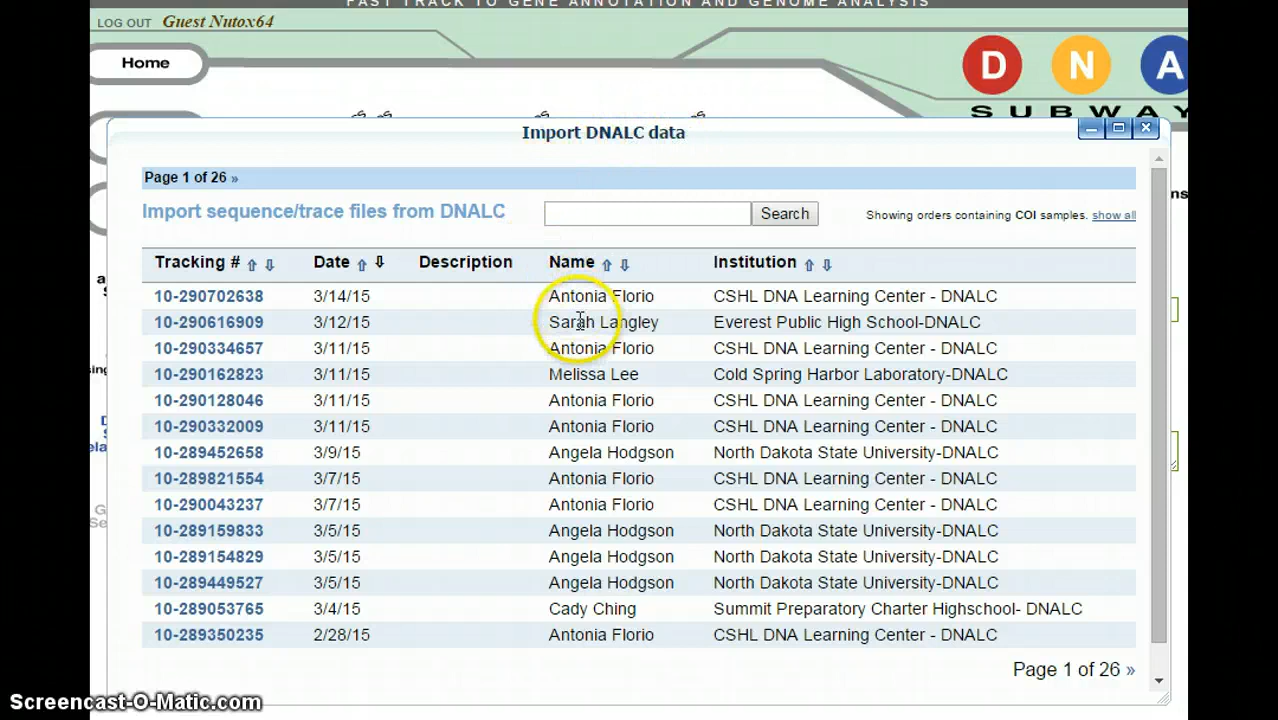 FAST TRACK TO GENE ANNOTATION AND GENOME ANALYSIS
LOG OUT Guest Nutox64
Home
D N A
SUBWAY
Import DNALC data
Page 1 of 26 »
Import sequence/trace files from DNALC
Search
Showing orders containing COI samples. show all
Tracking # Date Description Name Institution
10-290702638 3/14/15 Antonia Florio CSHL DNA Learning Center - DNALC
10-290616909 3/12/15 Sarah Langley Everest Public High School-DNALC
10-290334657 3/11/15 Antonia Florio CSHL DNA Learning Center - DNALC
10-290162823 3/11/15 Melissa Lee Cold Spring Harbor Laboratory-DNALC
10-290128046 3/11/15 Antonia Florio CSHL DNA Learning Center - DNALC
10-290332009 3/11/15 Antonia Florio CSHL DNA Learning Center - DNALC
10-289452658 3/9/15 Angela Hodgson North Dakota State University-DNALC
10-289821554 3/7/15 Antonia Florio CSHL DNA Learning Center - DNALC
10-290043237 3/7/15 Antonia Florio CSHL DNA Learning Center - DNALC
10-289159833 3/5/15 Angela Hodgson North Dakota State University-DNALC
10-289154829 3/5/15 Angela Hodgson North Dakota State University-DNALC
10-289449527 3/5/15 Angela Hodgson North Dakota State University-DNALC
10-289053765 3/4/15 Cady Ching Summit Preparatory Charter Highschool- DNALC
10-289350235 2/28/15 Antonia Florio CSHL DNA Learning Center - DNALC
Page 1 of 26 »
Screencast-O-Matic.com